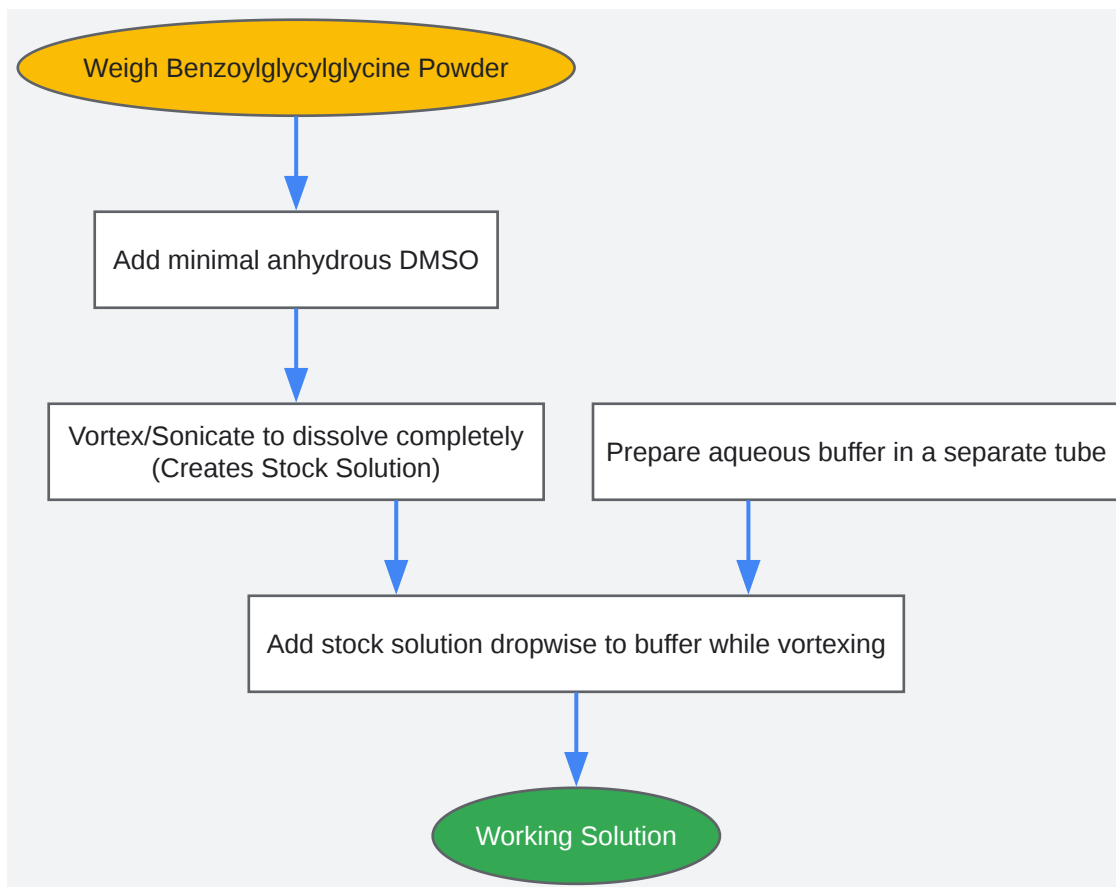 Weigh Benzoylglycylglycine Powder
Add minimal anhydrous DMSO
Vortex/Sonicate to dissolve completely
(Creates Stock Solution)
Prepare aqueous buffer in a separate tube
Add stock solution dropwise to buffer while vortexing
Working Solution